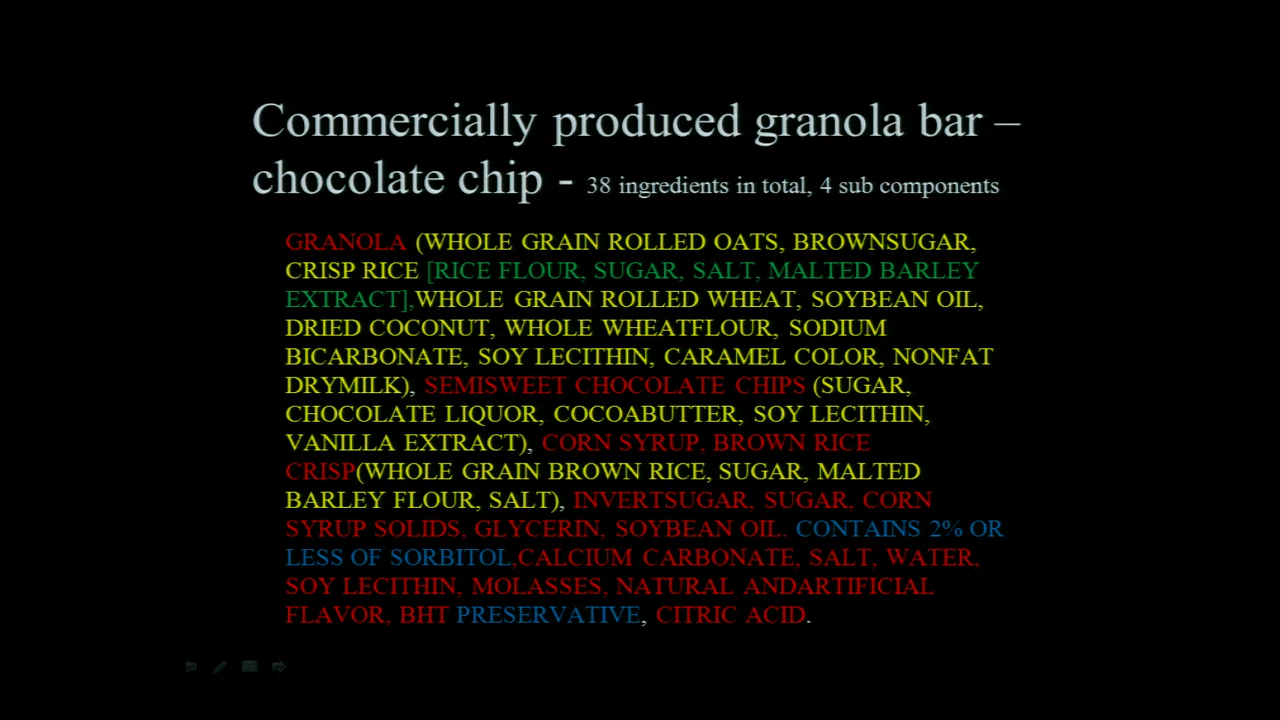 Commercially produced granola bar –
chocolate chip - 38 ingredients in total, 4 sub components
GRANOLA (WHOLE GRAIN ROLLED OATS, BROWNSUGAR,
CRISP RICE [RICE FLOUR, SUGAR, SALT, MALTED BARLEY
EXTRACT],WHOLE GRAIN ROLLED WHEAT, SOYBEAN OIL,
DRIED COCONUT, WHOLE WHEATFLOUR, SODIUM
BICARBONATE, SOY LECITHIN, CARAMEL COLOR, NONFAT
DRYMILK), SEMISWEET CHOCOLATE CHIPS (SUGAR,
CHOCOLATE LIQUOR, COCOABUTTER, SOY LECITHIN,
VANILLA EXTRACT), CORN SYRUP, BROWN RICE
CRISP(WHOLE GRAIN BROWN RICE, SUGAR, MALTED
BARLEY FLOUR, SALT), INVERTSUGAR, SUGAR, CORN
SYRUP SOLIDS, GLYCERIN, SOYBEAN OIL. CONTAINS 2% OR
LESS OF SORBITOL,CALCIUM CARBONATE, SALT, WATER,
SOY LECITHIN, MOLASSES, NATURAL ANDARTIFICIAL
FLAVOR, BHT PRESERVATIVE, CITRIC ACID.